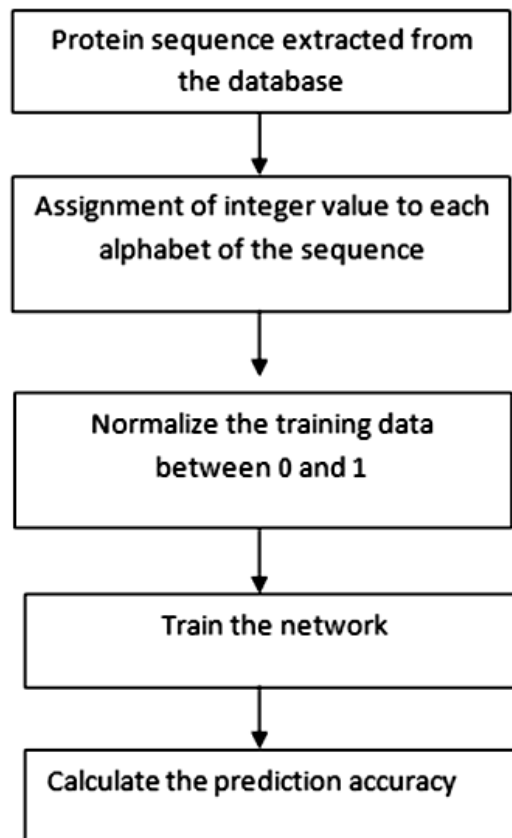 Protein sequence extracted from
the database
Assignment of integer value to each
alphabet of the sequence
Normalize the training data
between 0 and 1
Train the network
Calculate the prediction accuracy